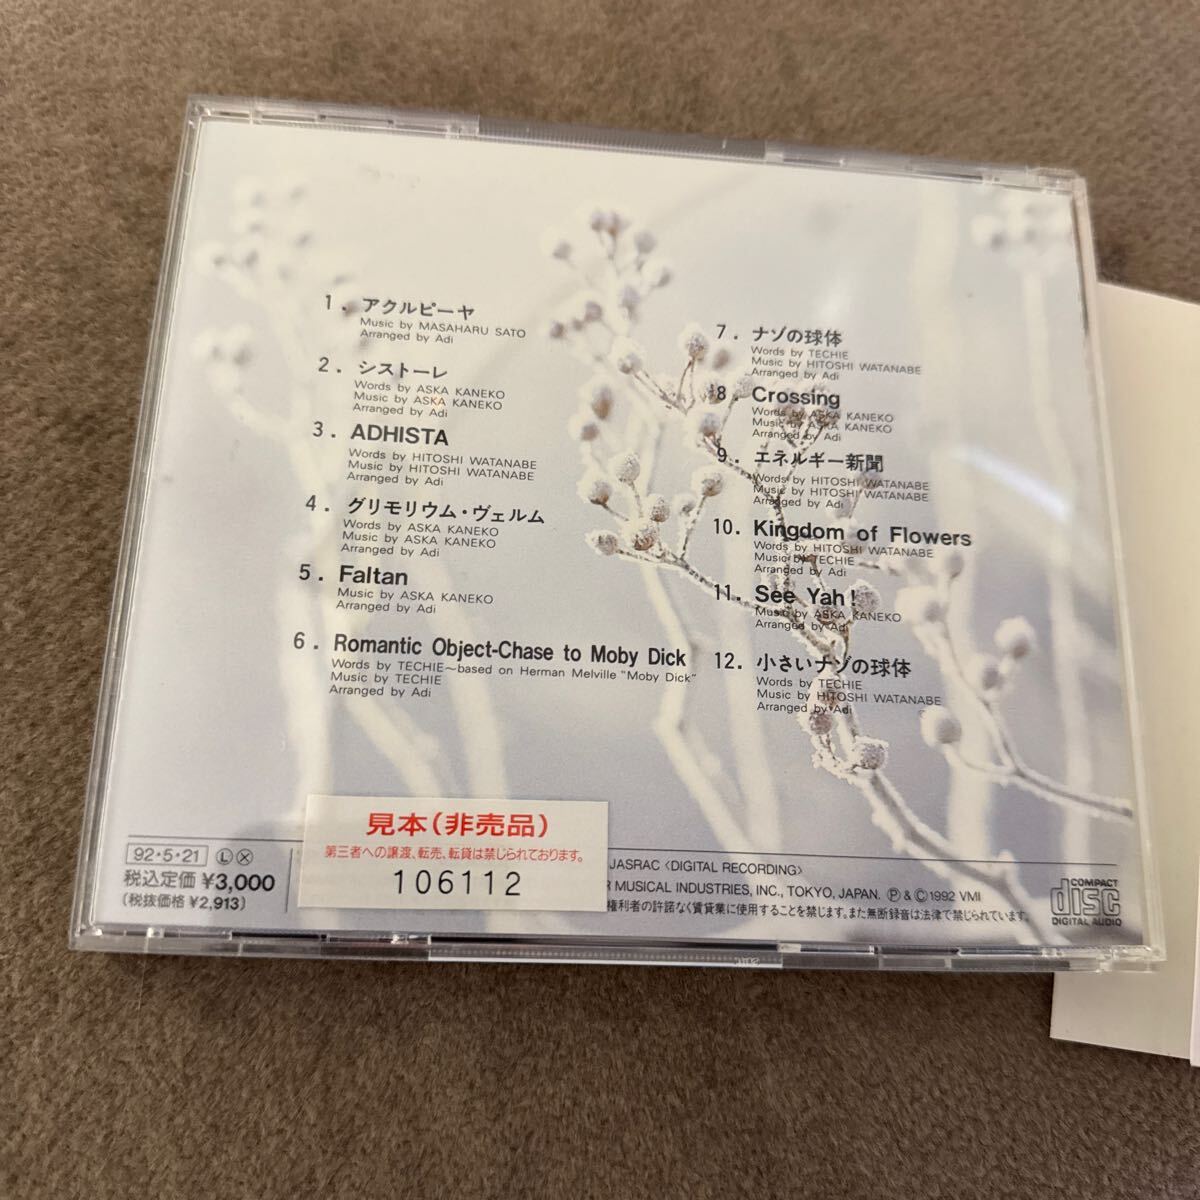 1. アクルピーヤ
Music by MASAHARU SATO
Arranged by Adi
2. シストーレ
Words by ASKA KANEKO
Music by ASKA KANEKO
Arranged by Adi
3. ADHISTA
Words by HITOSHI WATANABE
Music by HITOSHI WATANABE
Arranged by Adi
4. グリモリウム・ヴェルム
Words by ASKA KANEKO
Music by ASKA KANEKO
Arranged by Adi
5. Faltan
Music by ASKA KANEKO
Arranged by Adi
6. Romantic Object-Chase to Moby Dick
Words by TECHIE〜based on Herman Melville "Moby Dick"
Music by TECHIE
Arranged by Adi
7. ナゾの球体
Words by TECHIE
Music by HITOSHI WATANABE
Arranged by Adi
8. Crossing
Words by ASKA KANEKO
Music by ASKA KANEKO
Arranged by Adi
9. エネルギー新聞
Words by HITOSHI WATANABE
Music by HITOSHI WATANABE
Arranged by Adi
10. Kingdom of Flowers
Words by HITOSHI WATANABE
Music by TECHIE
Arranged by Adi
11. See Yah!
Music by ASKA KANEKO
Arranged by Adi
12. 小さいナゾの球体
Words by TECHIE
Music by HITOSHI WATANABE
Arranged by Adi
92・5・21 Ⓛ Ⓧ
税込定価 ¥3,000
(税抜価格 ¥2,913)
見本(非売品)
第三者への譲渡、転売、転貸は禁じられております。
106112
JASRAC 〈DIGITAL RECORDING〉
MUSICAL INDUSTRIES, INC., TOKYO, JAPAN. Ⓟ & Ⓒ 1992 VMI
権利者の許諾なく賃貸業に使用することを禁じます。また無断録音は法律で禁じられています。
COMPACT
disc
DIGITAL AUDIO